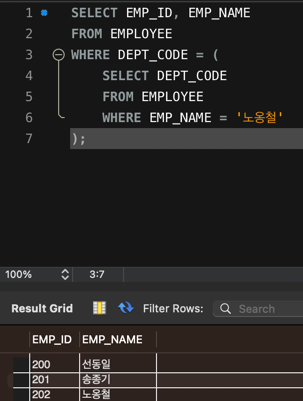 1 SELECT EMP_ID, EMP_NAME
2 FROM EMPLOYEE
3 WHERE DEPT_CODE = (
4 SELECT DEPT_CODE
5 FROM EMPLOYEE
6 WHERE EMP_NAME = '노옹철'
7 );
100% 3:7
Result Grid Filter Rows: Search
EMP_ID EMP_NAME
200 선동일
201 송종기
202 노옹철